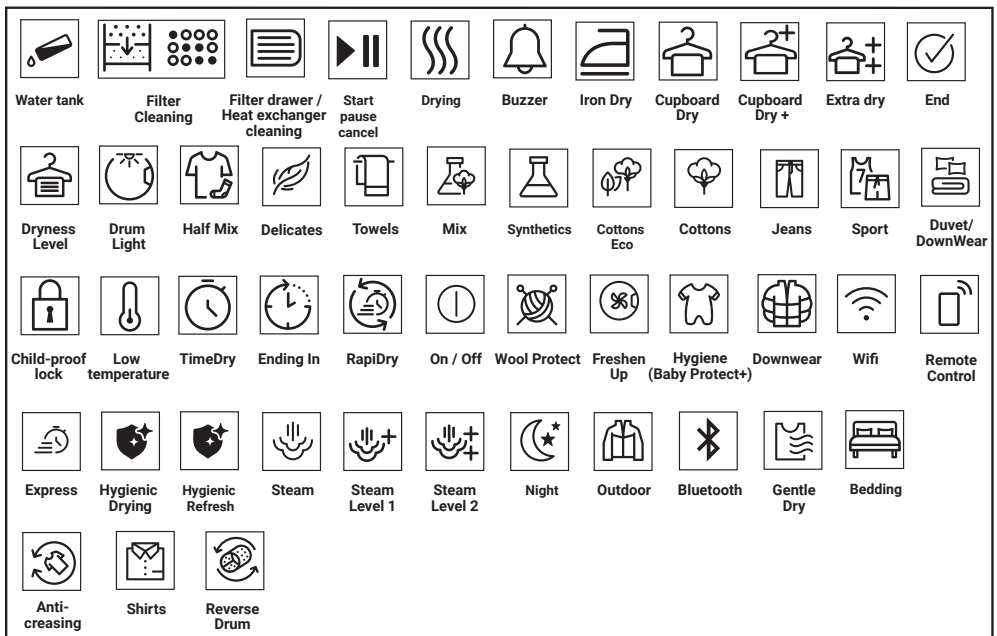 Water tank
Filter
Cleaning
Filter drawer /
Heat exchanger
cleaning
Start
pause
cancel
Drying
Buzzer
Iron Dry
Cupboard
Dry
Cupboard
Dry +
Extra dry
End
Dryness
Level
Drum
Light
Half Mix
Delicates
Towels
Mix
Synthetics
Cottons
Eco
Cottons
Jeans
7
Sport
Duvet/
DownWear
Child-proof
lock
Low
temperature
TimeDry
Ending In
RapiDry
On / Off
Wool Protect
Freshen
Up
Hygiene
(Baby Protect+)
Downwear
Wifi
Remote
Control
Express
Hygienic
Drying
Hygienic
Refresh
Steam
Steam
Level 1
Steam
Level 2
Night
Outdoor
Bluetooth
Gentle
Dry
Bedding
Anti-
creasing
Shirts
Reverse
Drum